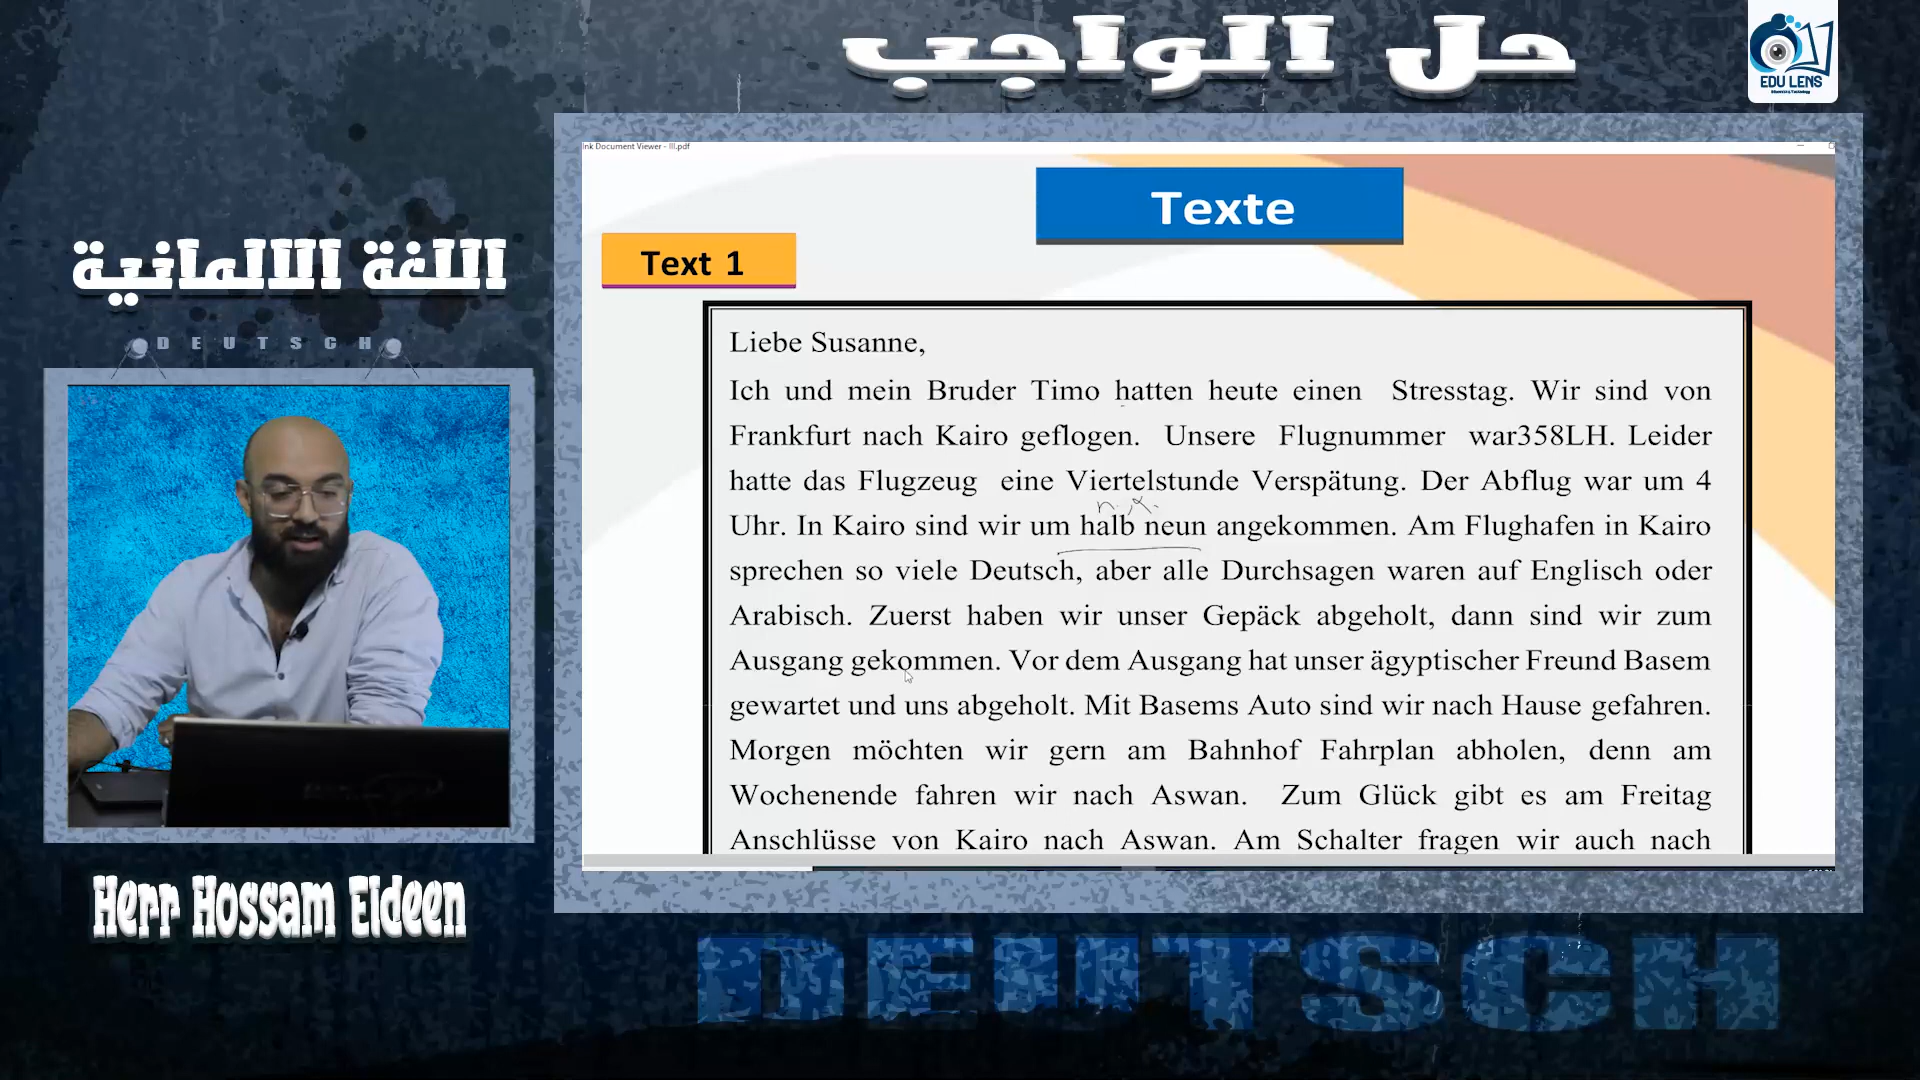 حل الواجب
EDU LENS
Ink Document Viewer - III.pdf
Texte
Text 1
اللغة الالمانية
DEUTSCH
Liebe Susanne,
Ich und mein Bruder Timo hatten heute einen Stresstag. Wir sind von
Frankfurt nach Kairo geflogen. Unsere Flugnummer war358LH. Leider
hatte das Flugzeug eine Viertelstunde Verspätung. Der Abflug war um 4
Uhr. In Kairo sind wir um halb neun angekommen. Am Flughafen in Kairo
sprechen so viele Deutsch, aber alle Durchsagen waren auf Englisch oder
Arabisch. Zuerst haben wir unser Gepäck abgeholt, dann sind wir zum
Ausgang gekommen. Vor dem Ausgang hat unser ägyptischer Freund Basem
gewartet und uns abgeholt. Mit Basems Auto sind wir nach Hause gefahren.
Morgen möchten wir gern am Bahnhof Fahrplan abholen, denn am
Wochenende fahren wir nach Aswan. Zum Glück gibt es am Freitag
Anschlüsse von Kairo nach Aswan. Am Schalter fragen wir auch nach
Herr Hossam Eldeen
DEUTSCH